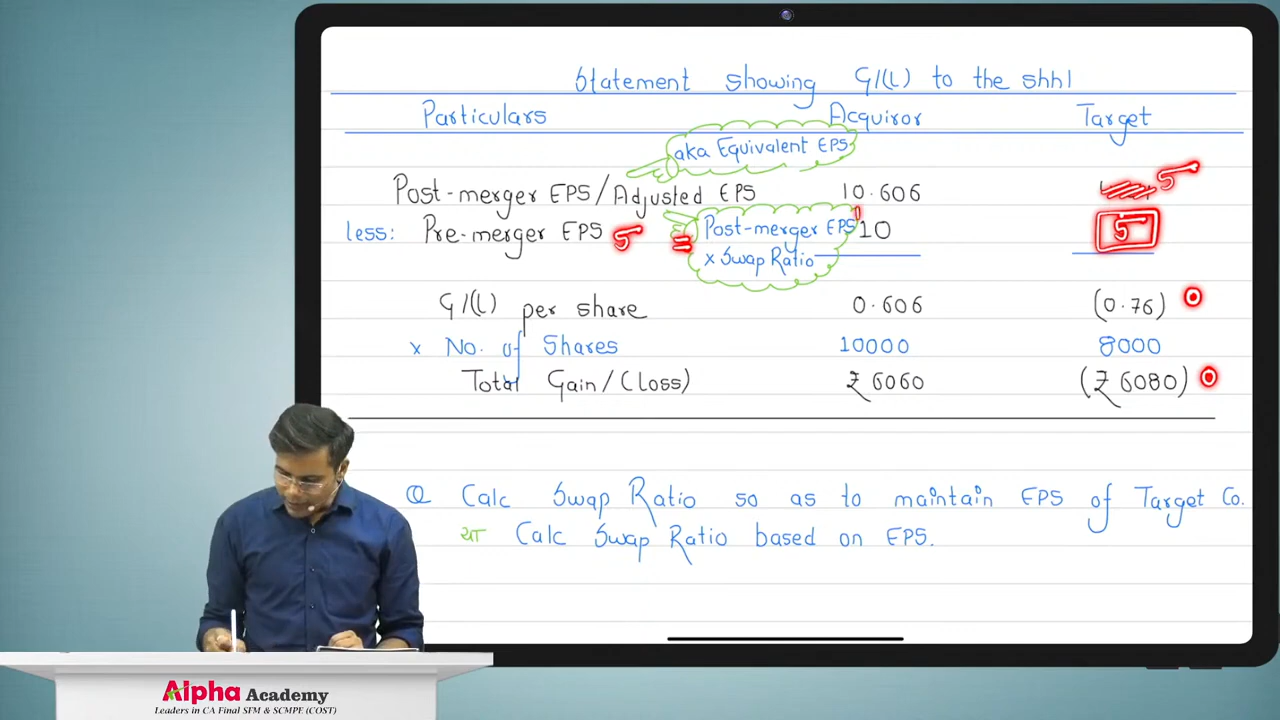 Statement showing G/(L) to the shhl
Particulars Acquiror Target
aka Equivalent EPS
Post-merger EPS/Adjusted EPS 10.606 5
less: Pre-merger EPS 5 = Post-merger EPS 10 5
x Swap Ratio
G/(L) per share 0.606 (0.76) 0
x No. of Shares 10000 8000
Total Gain/(Loss) ₹6060 (₹6080) 0
Q Calc Swap Ratio so as to maintain EPS of Target Co.
या Calc Swap Ratio based on EPS.
Alpha Academy
Leaders in CA Final SFM & SCMPE (COST)